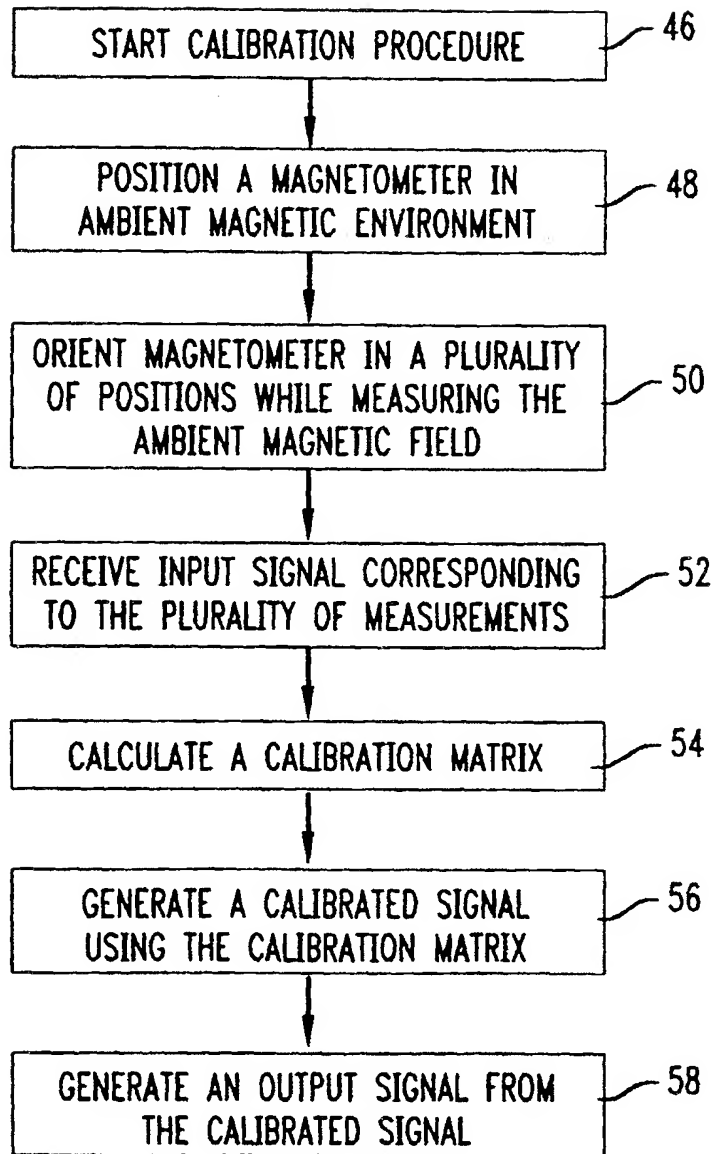 START CALIBRATION PROCEDURE
46
POSITION A MAGNETOMETER IN
AMBIENT MAGNETIC ENVIRONMENT
48
ORIENT MAGNETOMETER IN A PLURALITY
OF POSITIONS WHILE MEASURING THE
AMBIENT MAGNETIC FIELD
50
RECEIVE INPUT SIGNAL CORRESPONDING
TO THE PLURALITY OF MEASUREMENTS
52
CALCULATE A CALIBRATION MATRIX
54
GENERATE A CALIBRATED SIGNAL
USING THE CALIBRATION MATRIX
56
GENERATE AN OUTPUT SIGNAL FROM
THE CALIBRATED SIGNAL
58